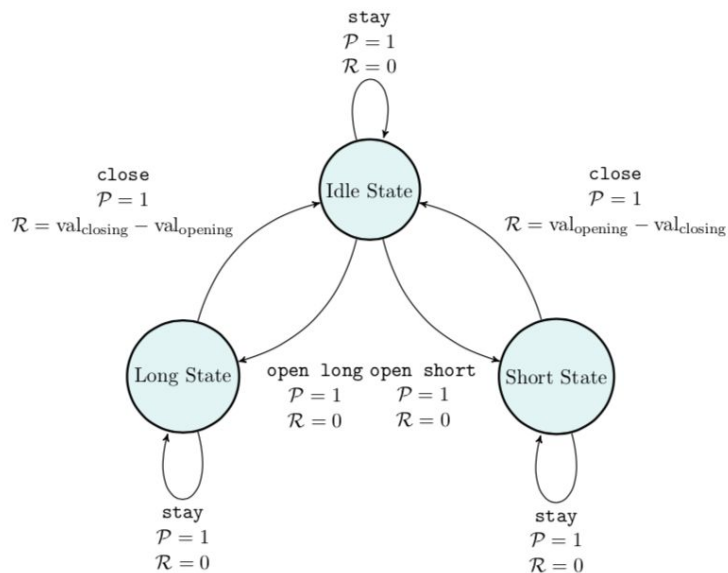 stay
𝒫 = 1
ℛ = 0
Idle State
close
𝒫 = 1
ℛ = val_closing − val_opening
close
𝒫 = 1
ℛ = val_opening − val_closing
Long State
open long
𝒫 = 1
ℛ = 0
open short
𝒫 = 1
ℛ = 0
Short State
stay
𝒫 = 1
ℛ = 0
stay
𝒫 = 1
ℛ = 0